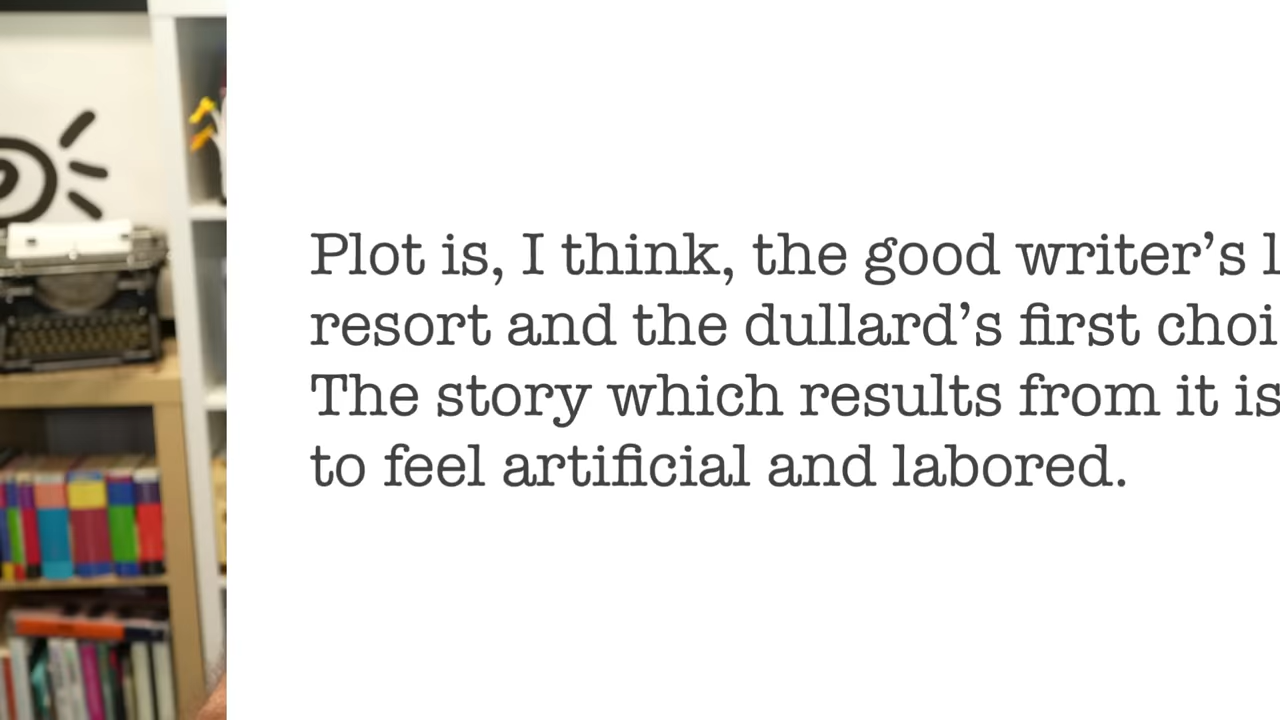 Plot is, I think, the good writer’s l
resort and the dullard’s first choi
The story which results from it is
to feel artificial and labored.